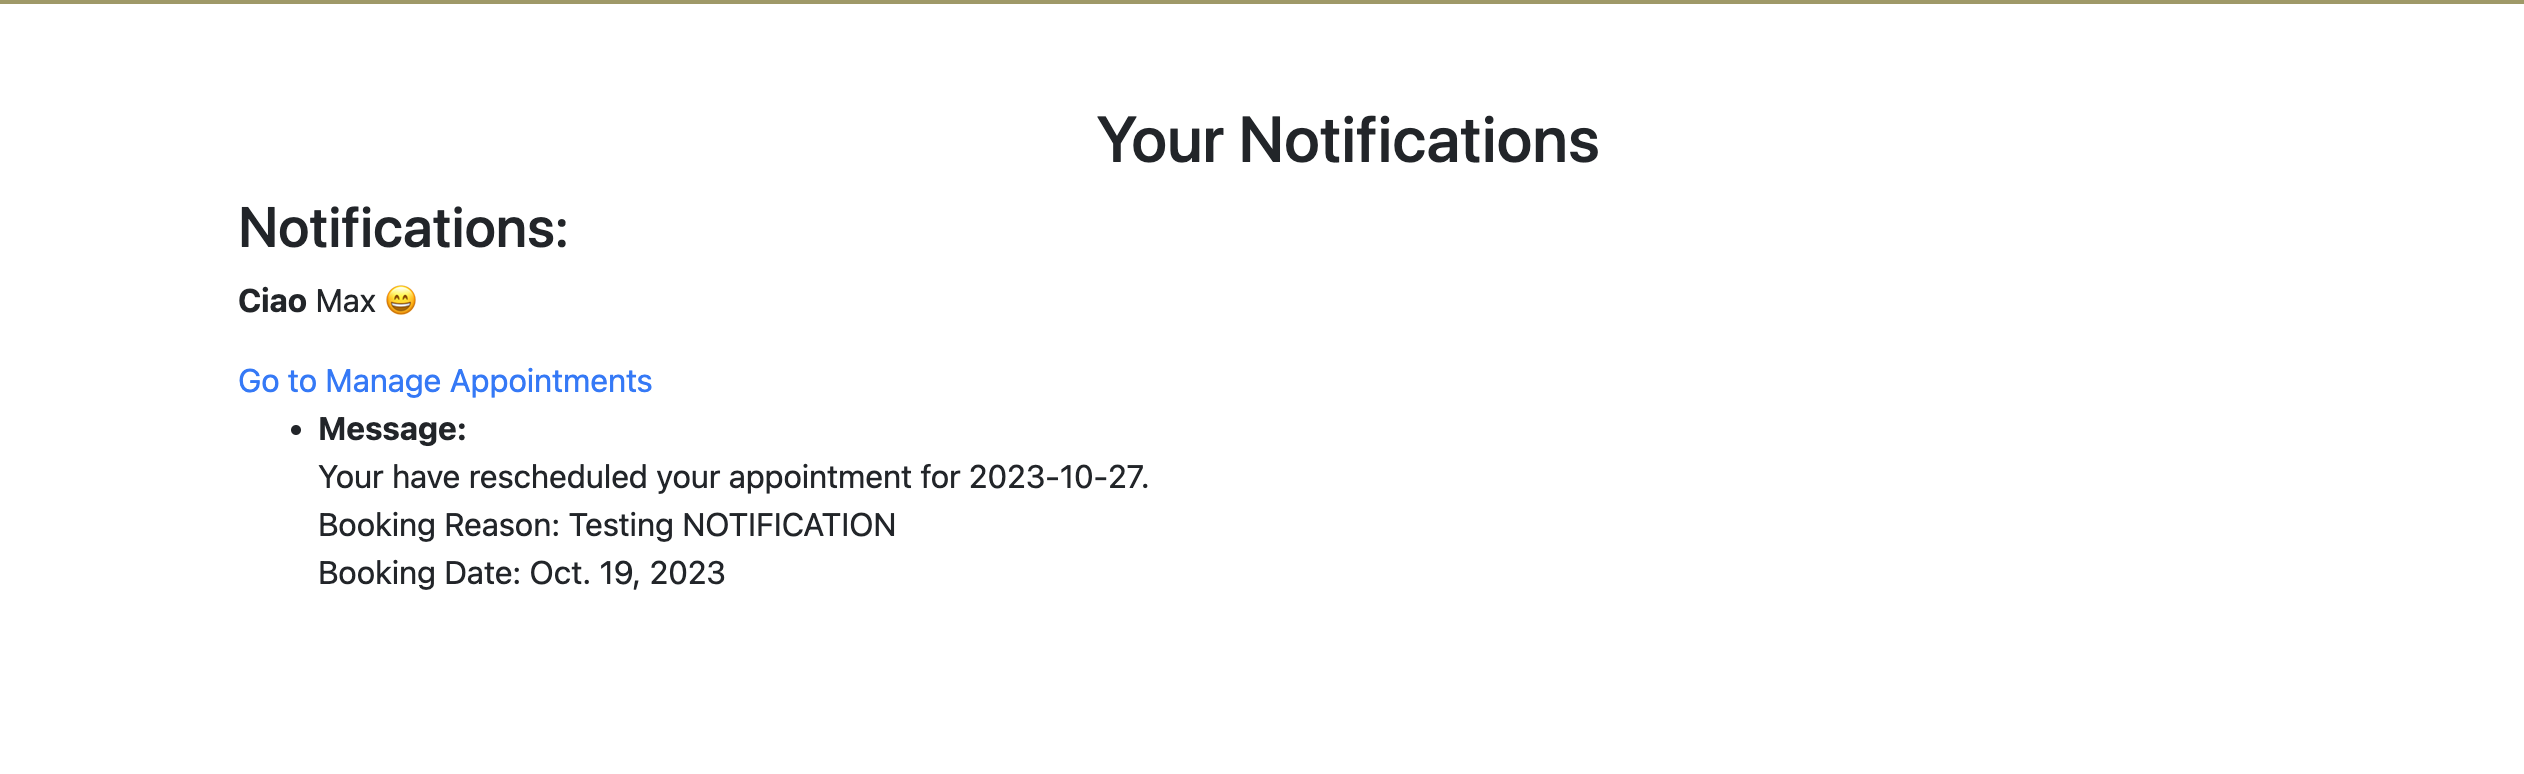 Your Notifications
Notifications:
Ciao Max 😄
Go to Manage Appointments
• Message:
Your have rescheduled your appointment for 2023-10-27.
Booking Reason: Testing NOTIFICATION
Booking Date: Oct. 19, 2023